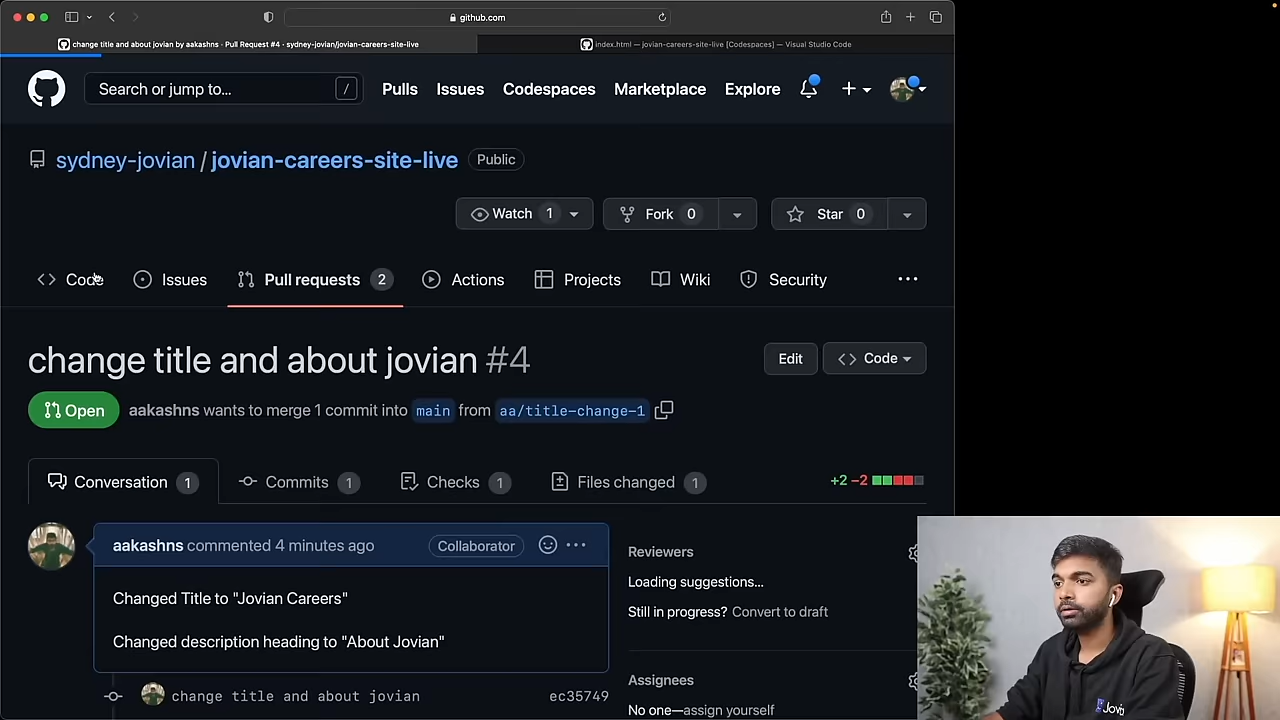 github.com
change title and about jovian by aakashns · Pull Request #4 · sydney-jovian/jovian-careers-site-live
index.html — jovian-careers-site-live [Codespaces] — Visual Studio Code
Search or jump to... /
Pulls Issues Codespaces Marketplace Explore
sydney-jovian / jovian-careers-site-live Public
Watch 1 Fork 0 Star 0
Code Issues Pull requests 2 Actions Projects Wiki Security
change title and about jovian #4 Edit Code
Open aakashns wants to merge 1 commit into main from aa/title-change-1
Conversation 1 Commits 1 Checks 1 Files changed 1 +2 −2
aakashns commented 4 minutes ago Collaborator
Changed Title to "Jovian Careers"
Changed description heading to "About Jovian"
change title and about jovian ec35749
Reviewers
Loading suggestions...
Still in progress? Convert to draft
Assignees
No one—assign yourself